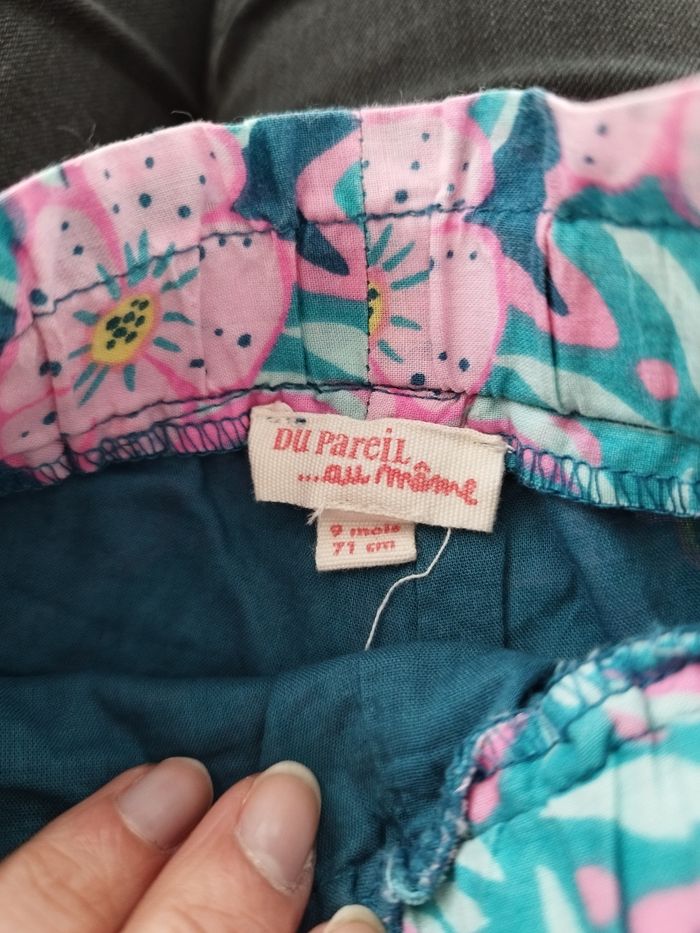 DU PAREIL
...au même
9 mois
71 cm